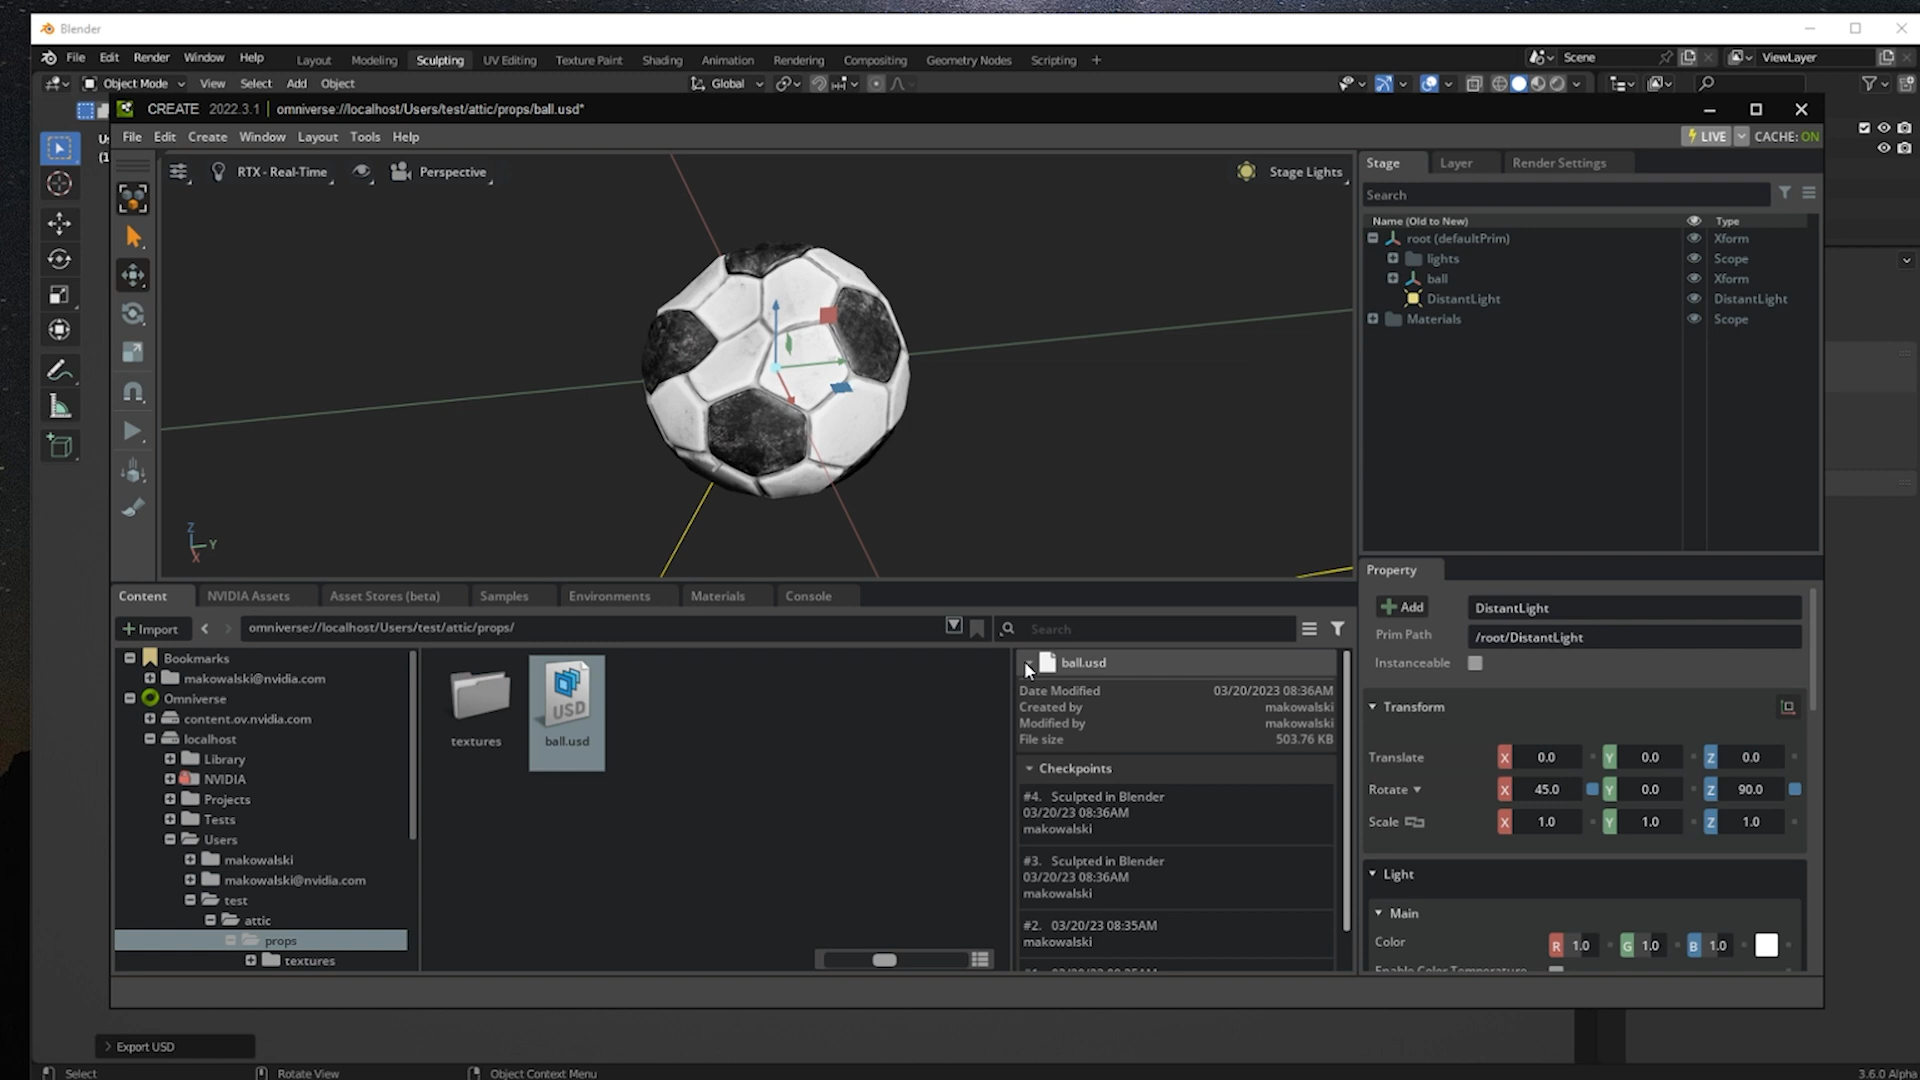 Blender
File Edit Render Window Help Layout Modeling Sculpting UV Editing Texture Paint Shading Animation Rendering Compositing Geometry Nodes Scripting + Scene ViewLayer
Object Mode View Select Add Object Global
CREATE 2022.3.1 omniverse://localhost/Users/test/attic/props/ball.usd*
File Edit Create Window Layout Tools Help LIVE CACHE: ON
RTX - Real-Time Perspective Stage Lights
Z
Y
X
Stage Layer Render Settings
Search
Name (Old to New) Type
root (defaultPrim) Xform
lights Scope
ball Xform
DistantLight DistantLight
Materials Scope
Content NVIDIA Assets Asset Stores (beta) Samples Environments Materials Console
Import omniverse://localhost/Users/test/attic/props/ Search
Bookmarks
makowalski@nvidia.com
Omniverse
content.ov.nvidia.com
localhost
Library
NVIDIA
Projects
Tests
Users
makowalski
makowalski@nvidia.com
test
attic
props
textures
textures
USD
ball.usd
ball.usd
Date Modified 03/20/2023 08:36AM
Created by makowalski
Modified by makowalski
File size 503.76 KB
Checkpoints
#4. Sculpted in Blender
03/20/23 08:36AM
makowalski
#3. Sculpted in Blender
03/20/23 08:36AM
makowalski
#2. 03/20/23 08:35AM
makowalski
Property
Add DistantLight
Prim Path /root/DistantLight
Instanceable
Transform
Translate X 0.0 Y 0.0 Z 0.0
Rotate X 45.0 Y 0.0 Z 90.0
Scale X 1.0 Y 1.0 Z 1.0
Light
Main
Color R 1.0 G 1.0 B 1.0
Enable Color Temperature
Export USD
Select Rotate View Object Context Menu 3.6.0 Alpha